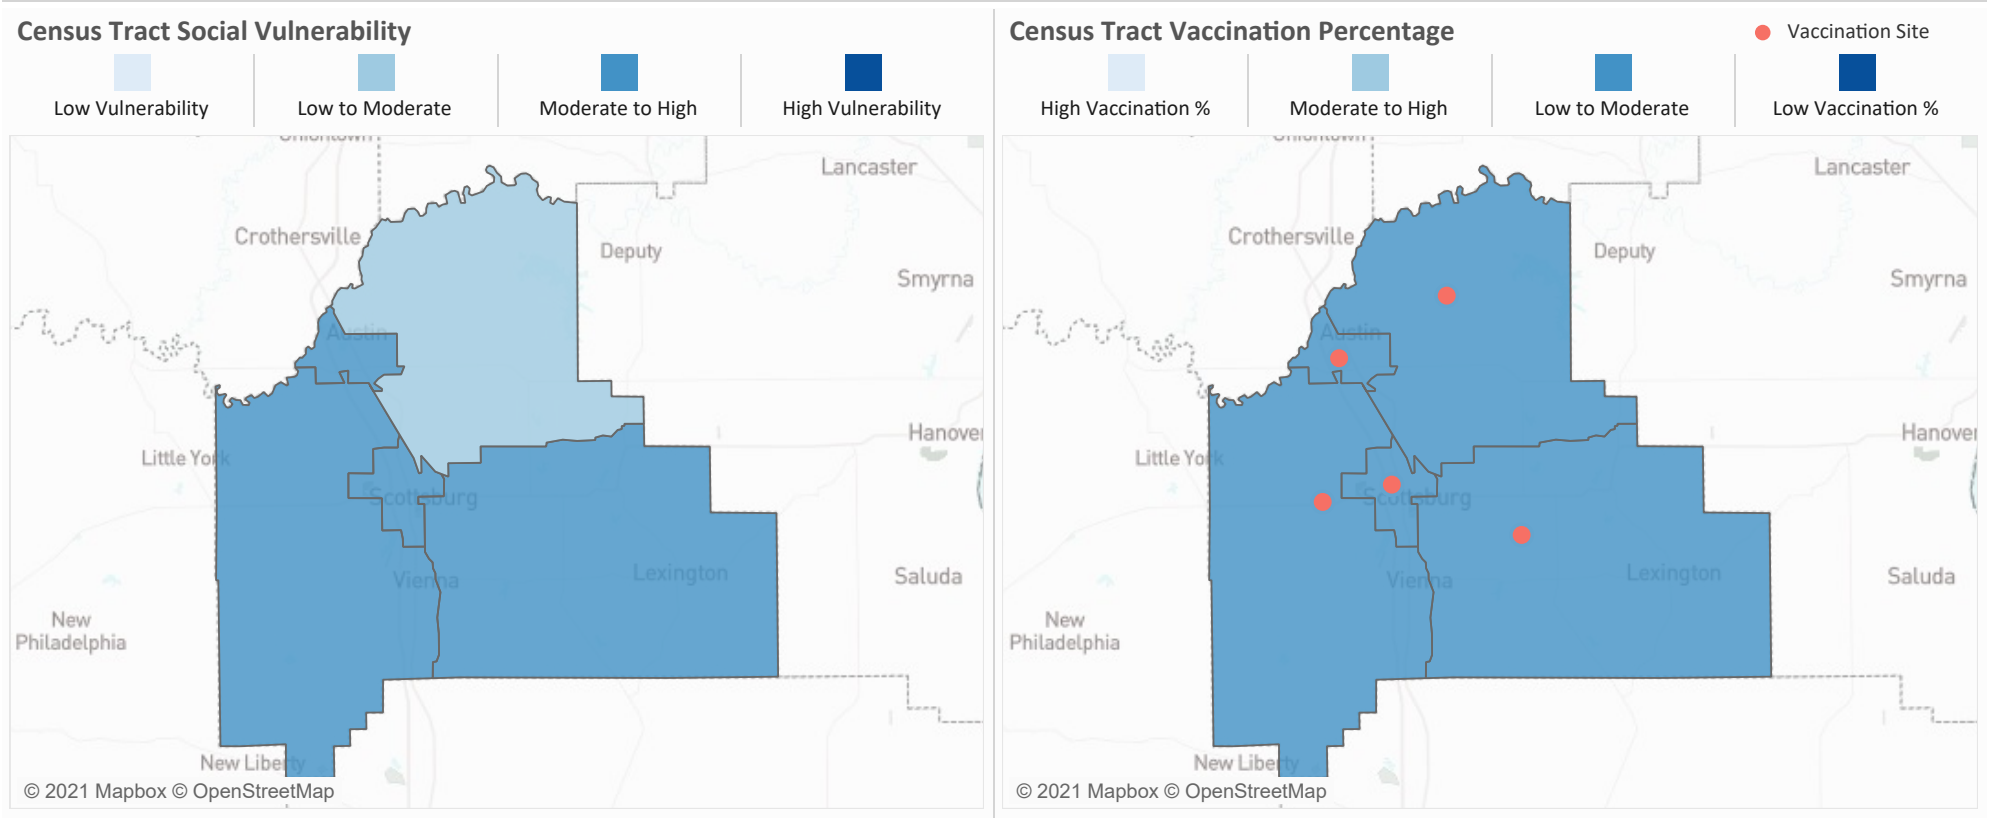 Census Tract Social Vulnerability
Low Vulnerability
Low to Moderate
Moderate to High
High Vulnerability
Uniontown
Lancaster
Crothersville
Deputy
Smyrna
Austin
Hanover
Little York
Scottsburg
Vienna
Lexington
Saluda
New
Philadelphia
New Liberty
© 2021 Mapbox © OpenStreetMap
Census Tract Vaccination Percentage
Vaccination Site
High Vaccination %
Moderate to High
Low to Moderate
Low Vaccination %
Uniontown
Lancaster
Crothersville
Deputy
Smyrna
Austin
Hanover
Little York
Scottsburg
Vienna
Lexington
Saluda
New
Philadelphia
New Liberty
© 2021 Mapbox © OpenStreetMap